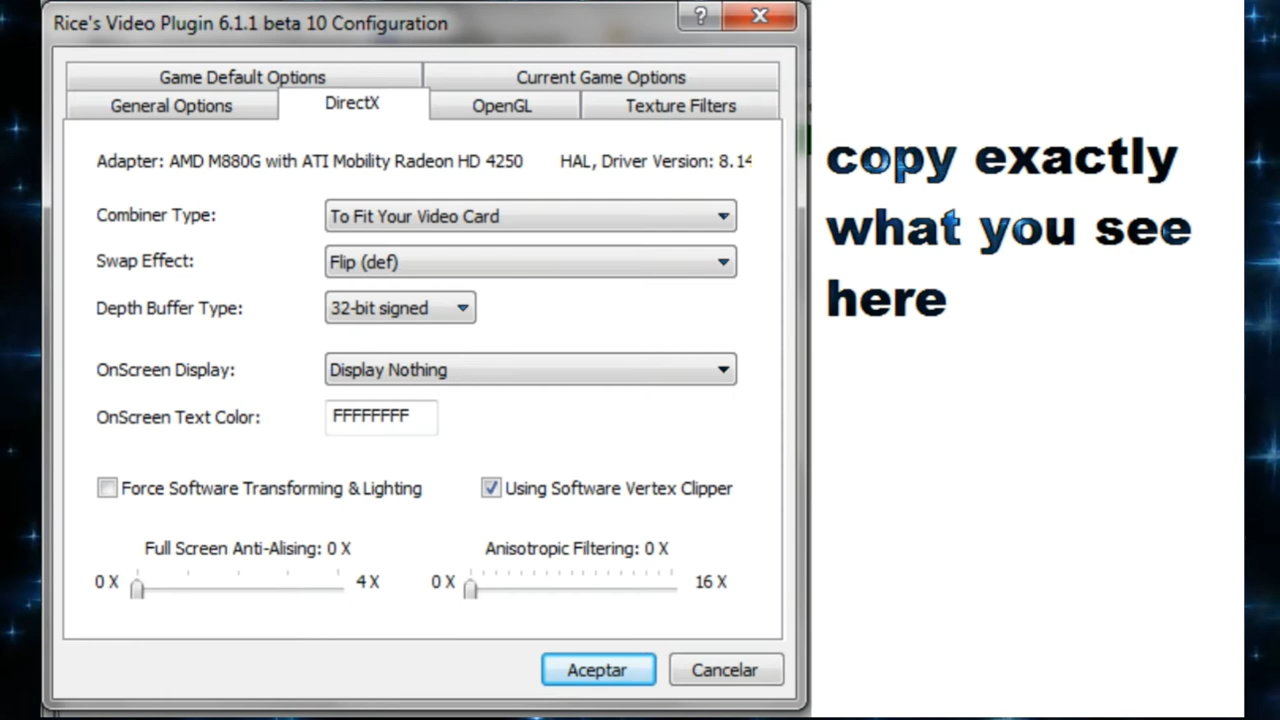 Rice's Video Plugin 6.1.1 beta 10 Configuration
Game Default Options Current Game Options
General Options DirectX OpenGL Texture Filters
Adapter: AMD M880G with ATI Mobility Radeon HD 4250 HAL, Driver Version: 8.14
Combiner Type: To Fit Your Video Card
Swap Effect: Flip (def)
Depth Buffer Type: 32-bit signed
OnScreen Display: Display Nothing
OnScreen Text Color: FFFFFFFF
Force Software Transforming & Lighting Using Software Vertex Clipper
Full Screen Anti-Alising: 0 X Anisotropic Filtering: 0 X
0 X 4 X 0 X 16 X
Aceptar Cancelar
copy exactly
what you see
here